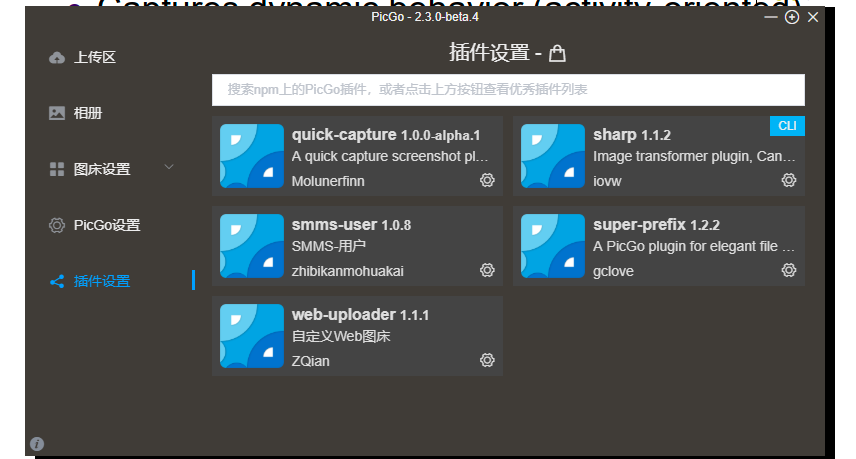 Captures dynamic behavior (activity-oriented)
PicGo - 2.3.0-beta.4
上传区
相册
图床设置
PicGo设置
插件设置
插件设置 -
搜索npm上的PicGo插件，或者点击上方按钮查看优秀插件列表
quick-capture 1.0.0-alpha.1
A quick capture screenshot pl...
Molunerfinn
CLI
sharp 1.1.2
Image transformer plugin, Can...
iovw
smms-user 1.0.8
SMMS-用户
zhibikanmohuakai
super-prefix 1.2.2
A PicGo plugin for elegant file ...
gclove
web-uploader 1.1.1
自定义Web图床
ZQian